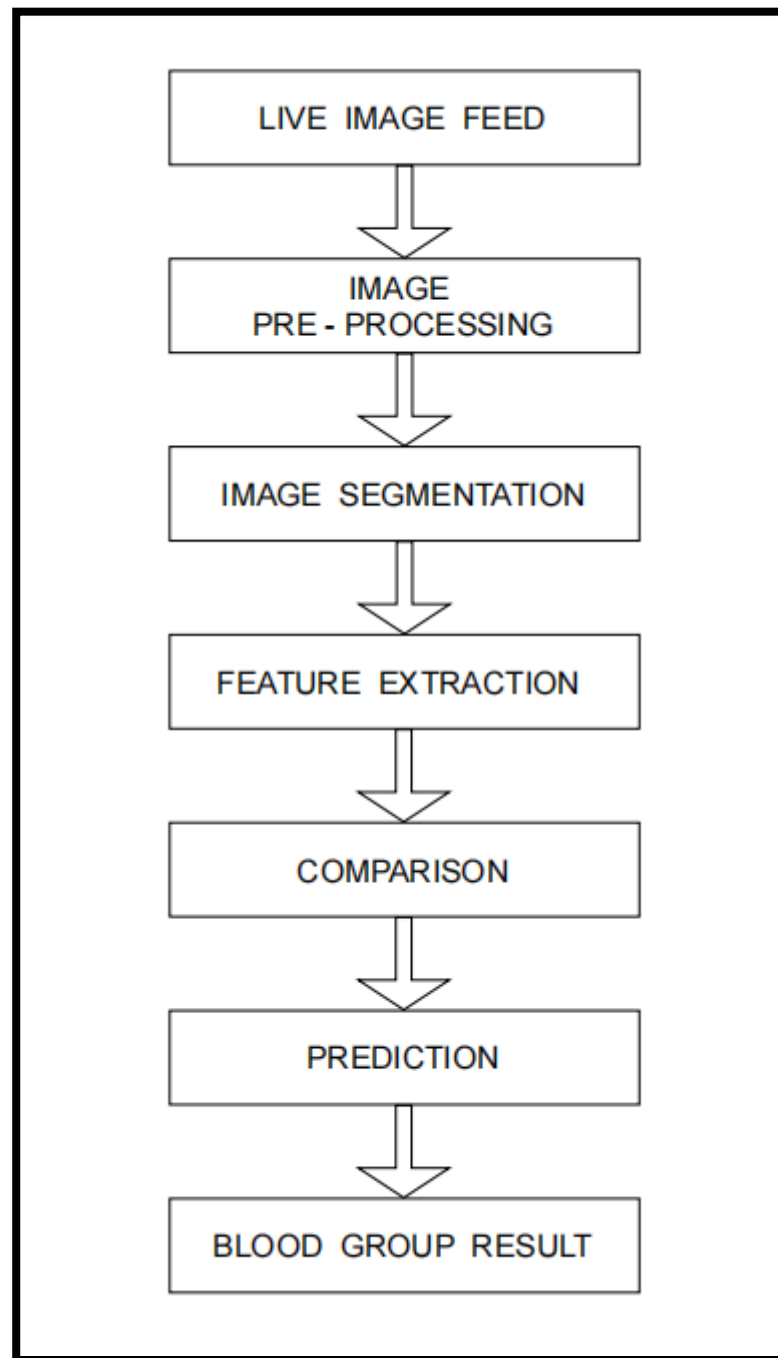 LIVE IMAGE FEED
IMAGE
PRE - PROCESSING
IMAGE SEGMENTATION
FEATURE EXTRACTION
COMPARISON
PREDICTION
BLOOD GROUP RESULT